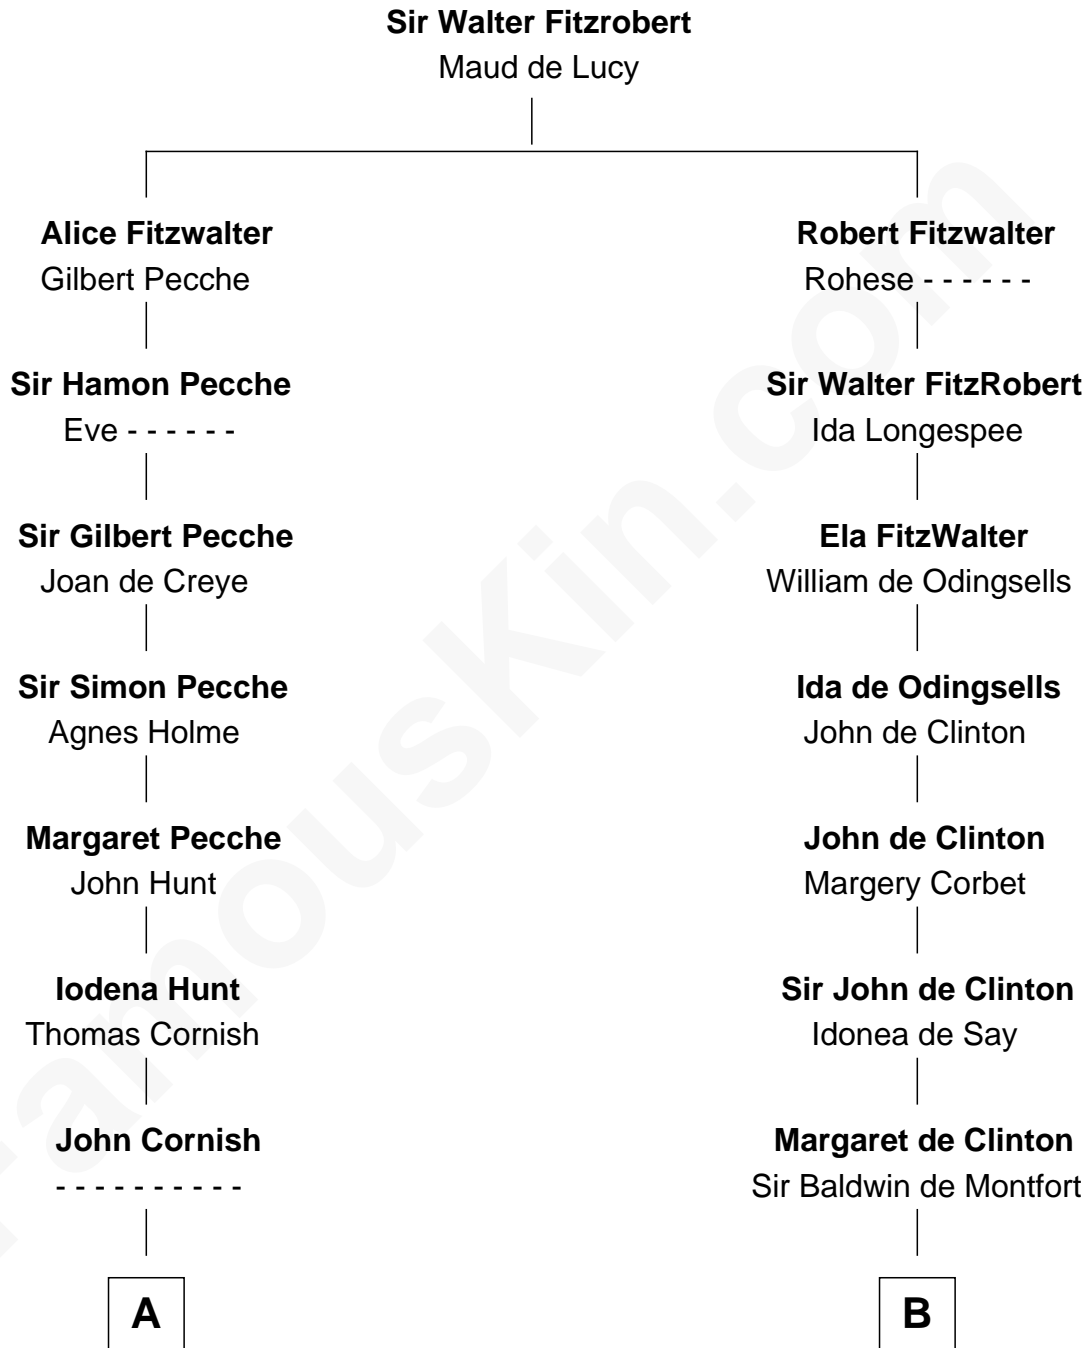 Sir Walter Fitzrobert
Maud de Lucy
Alice Fitzwalter
Gilbert Pecche
Robert Fitzwalter
Rohese - - - - - -
Sir Hamon Pecche
Eve - - - - - -
Sir Walter FitzRobert
Ida Longespee
Sir Gilbert Pecche
Joan de Creye
Ela FitzWalter
William de Odingsells
Sir Simon Pecche
Agnes Holme
Ida de Odingsells
John de Clinton
Margaret Pecche
John Hunt
John de Clinton
Margery Corbet
Iodena Hunt
Thomas Cornish
Sir John de Clinton
Idonea de Say
John Cornish
- - - - - - - - - -
Margaret de Clinton
Sir Baldwin de Montfort
A
B
FamousKin.com